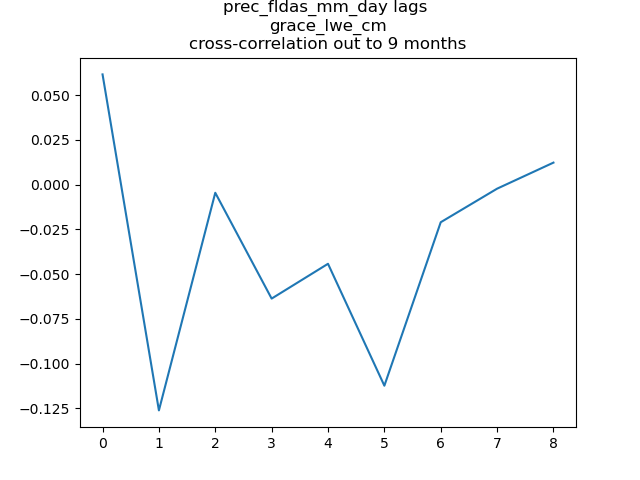 prec_fldas_mm_day lags
grace_lwe_cm
cross-correlation out to 9 months
0.050
0.025
0.000
−0.025
−0.050
−0.075
−0.100
−0.125
0 1 2 3 4 5 6 7 8